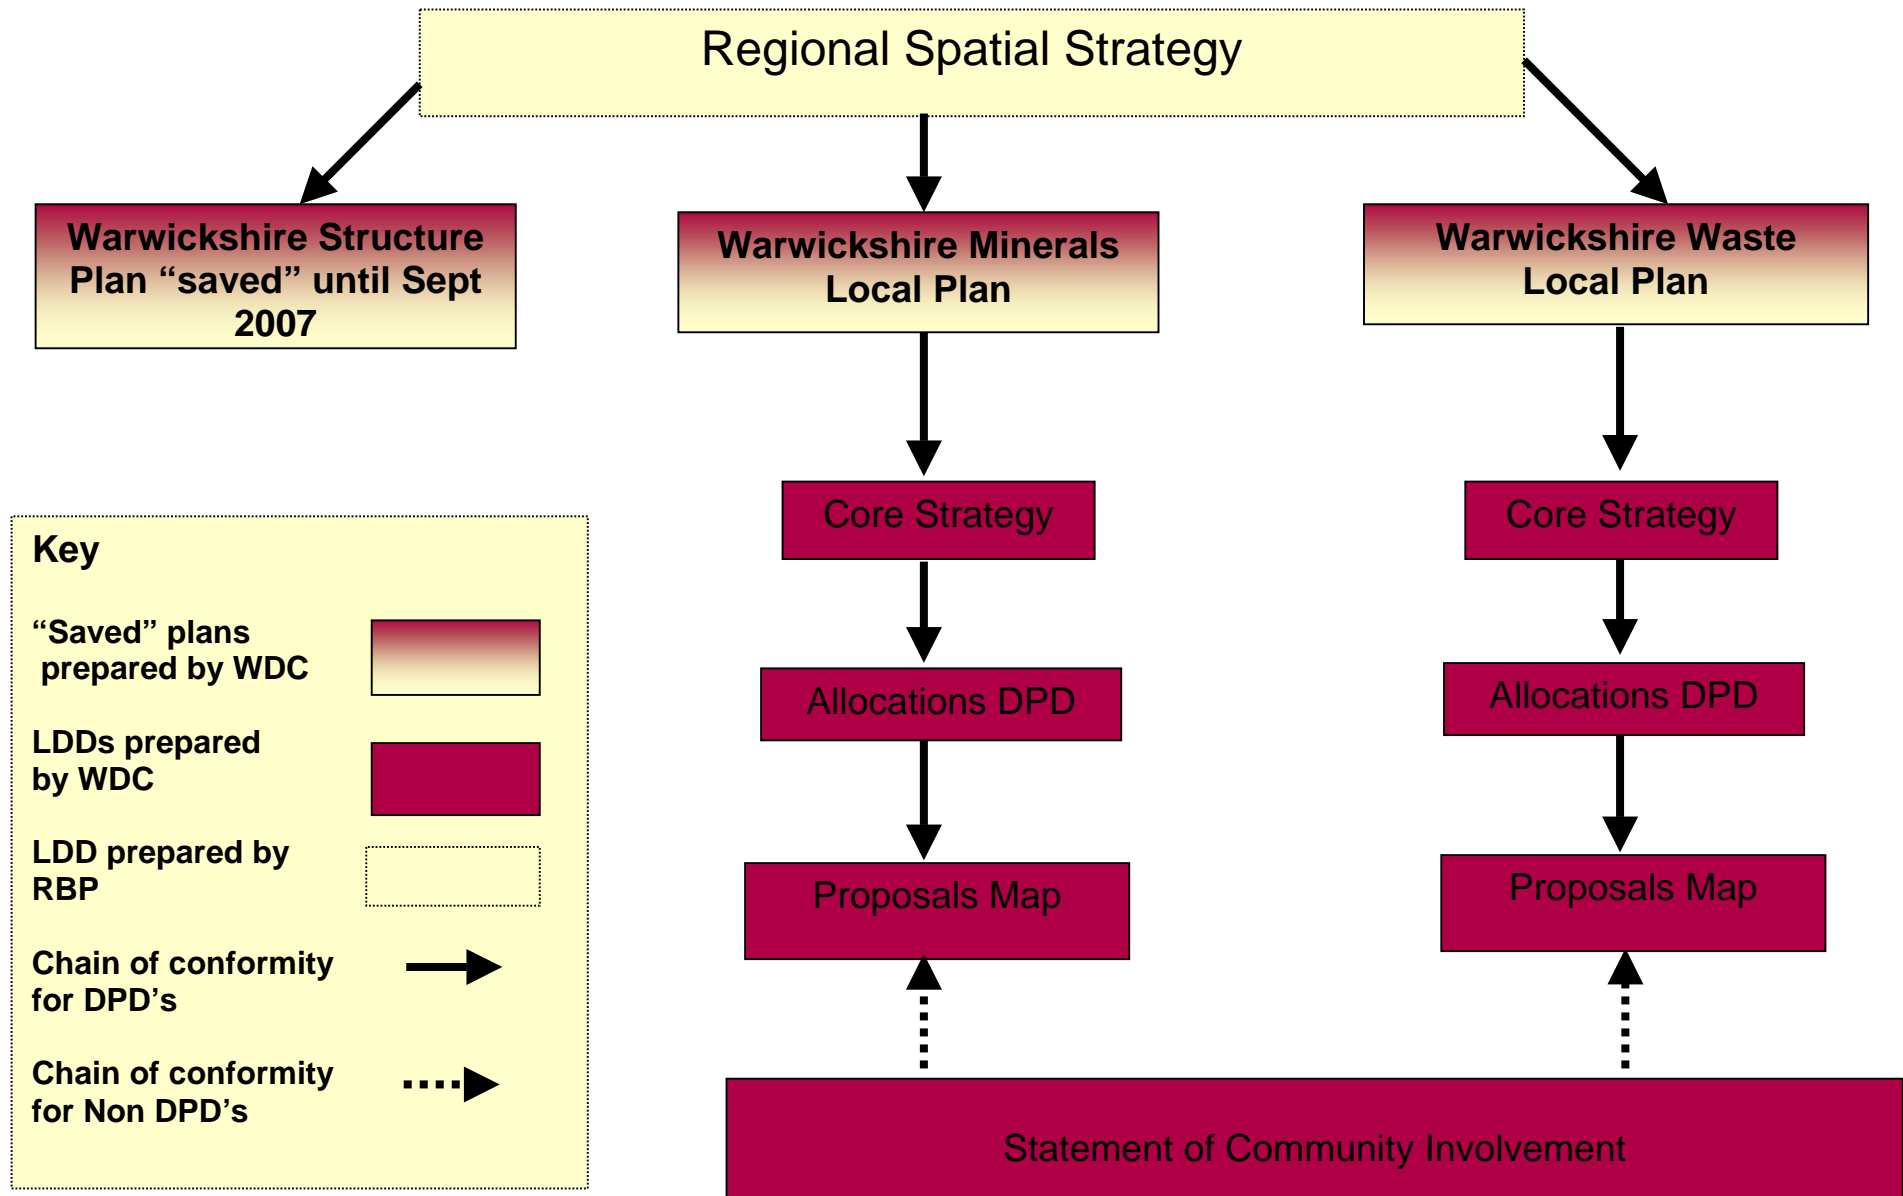 Regional Spatial Strategy
Warwickshire Structure
Plan “saved” until Sept
2007
Warwickshire Minerals
Local Plan
Warwickshire Waste
Local Plan
Core Strategy
Core Strategy
Allocations DPD
Allocations DPD
Proposals Map
Proposals Map
Statement of Community Involvement
Key
“Saved” plans
prepared by WDC
LDDs prepared
by WDC
LDD prepared by
RBP
Chain of conformity
for DPD’s
Chain of conformity
for Non DPD’s